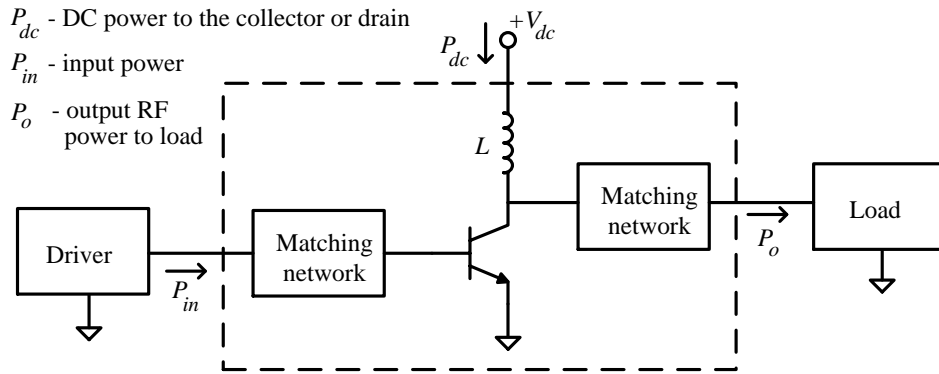 P_dc - DC power to the collector or drain
P_in - input power
P_o - output RF
power to load
+V_dc
P_dc
L
Driver
P_in
Matching
network
Matching
network
P_o
Load